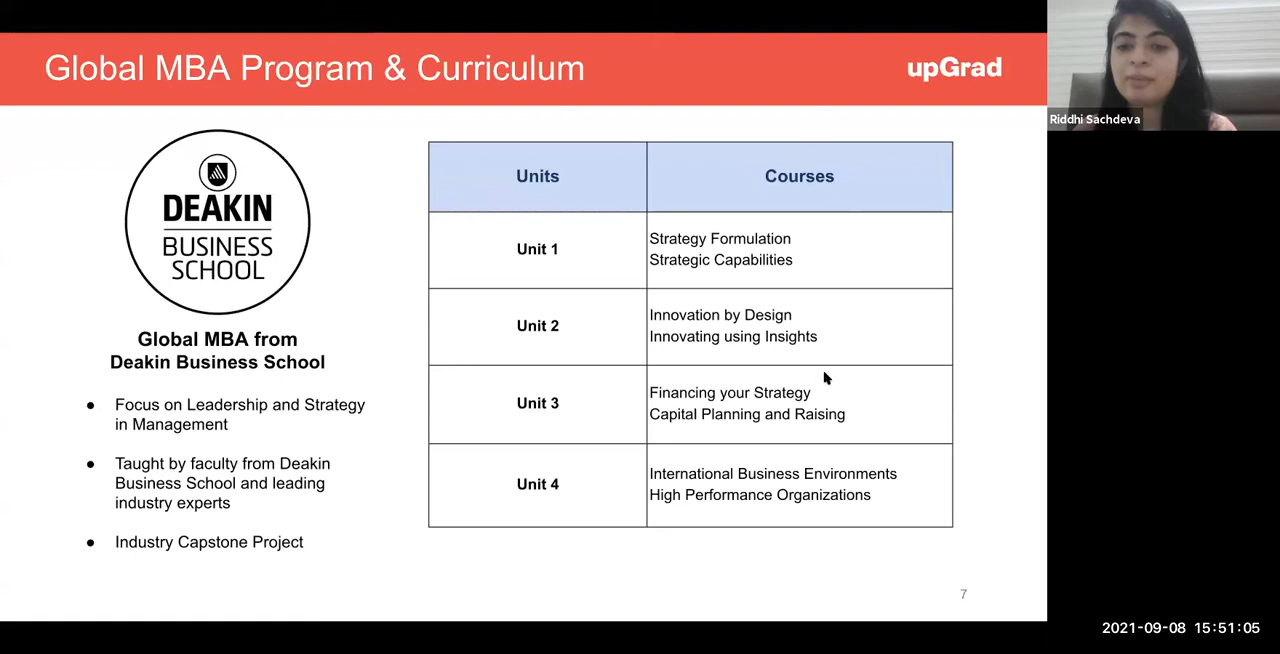 Global MBA Program & Curriculum
upGrad
Riddhi Sachdeva
DEAKIN
BUSINESS
SCHOOL
Global MBA from
Deakin Business School
● Focus on Leadership and Strategy
in Management
● Taught by faculty from Deakin
Business School and leading
industry experts
● Industry Capstone Project
Units Courses
Unit 1
Strategy Formulation
Strategic Capabilities
Unit 2
Innovation by Design
Innovating using Insights
Unit 3
Financing your Strategy
Capital Planning and Raising
Unit 4
International Business Environments
High Performance Organizations
7
2021-09-08 15:51:05